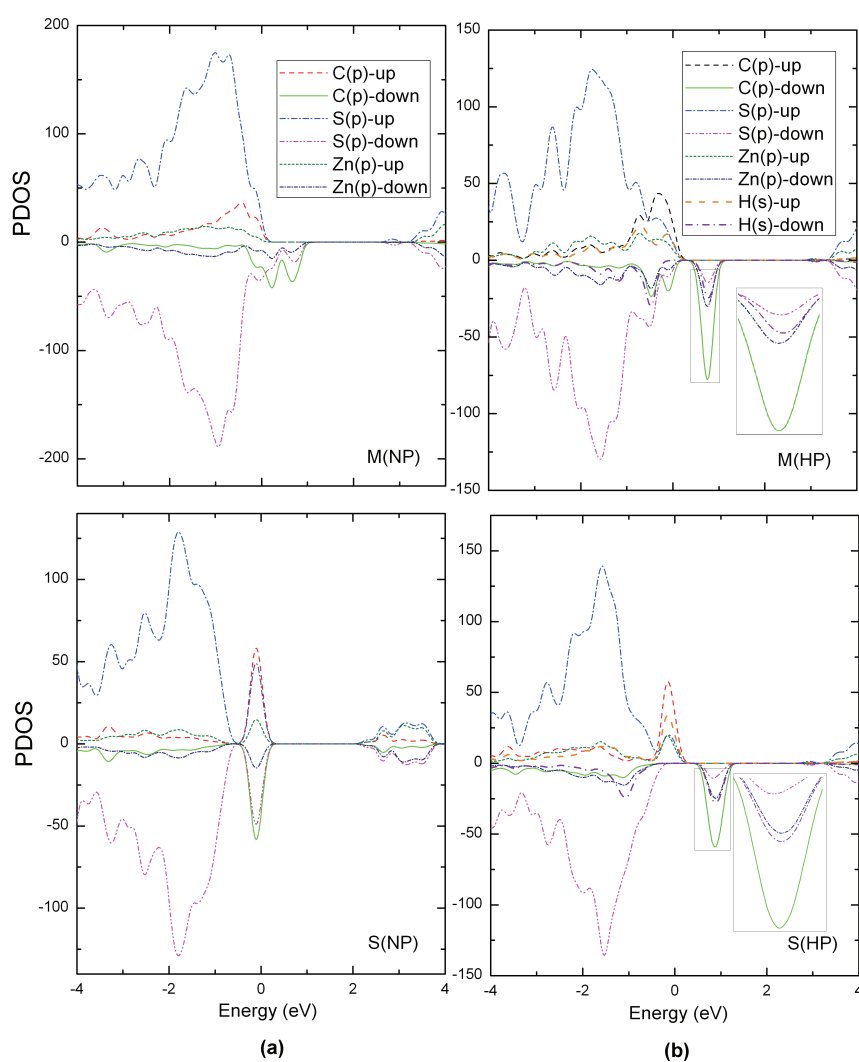 200
100
0
-100
-200
PDOS
C(p)-up
C(p)-down
S(p)-up
S(p)-down
Zn(p)-up
Zn(p)-down
M(NP)
150
100
50
0
-50
-100
-150
C(p)-up
C(p)-down
S(p)-up
S(p)-down
Zn(p)-up
Zn(p)-down
H(s)-up
H(s)-down
M(HP)
100
50
0
-50
-100
PDOS
S(NP)
-4 -2 0 2 4
Energy (eV)
(a)
150
100
50
0
-50
-100
-150
S(HP)
-4 -2 0 2 4
Energy (eV)
(b)